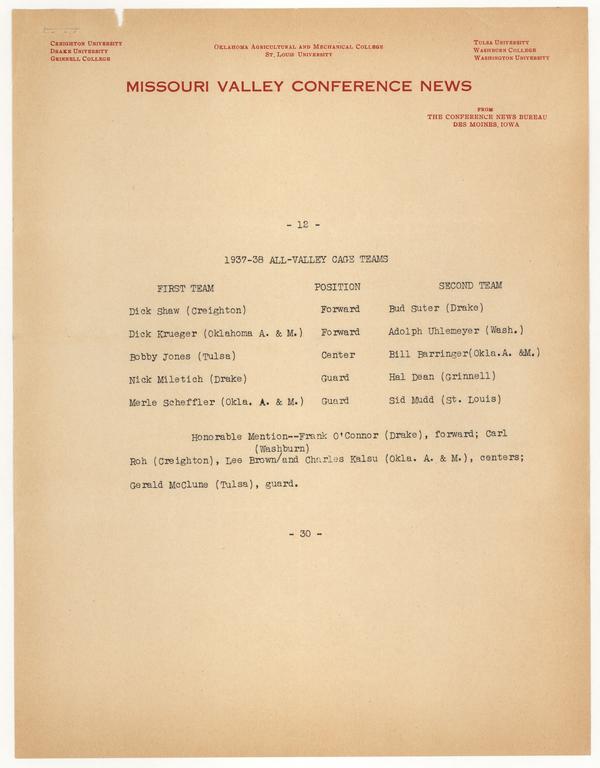 Creighton University
Drake University
Grinnell College
Oklahoma Agricultural and Mechanical College
St. Louis University
Tulsa University
Washburn College
Washington University
MISSOURI VALLEY CONFERENCE NEWS
FROM
THE CONFERENCE NEWS BUREAU
DES MOINES, IOWA
- 12 -
1937-38 ALL-VALLEY CAGE TEAMS
FIRST TEAM POSITION SECOND TEAM
Dick Shaw (Creighton) Forward Bud Suter (Drake)
Dick Krueger (Oklahoma A. & M.) Forward Adolph Uhlemeyer (Wash.)
Bobby Jones (Tulsa) Center Bill Barringer(Okla.A. &M.)
Nick Miletich (Drake) Guard Hal Dean (Grinnell)
Merle Scheffler (Okla. A. & M.) Guard Sid Mudd (St. Louis)
Honorable Mention--Frank O'Connor (Drake), forward; Carl
(Washburn)
Roh (Creighton), Lee Brown/and Charles Kalsu (Okla. A. & M.), centers;
Gerald McClune (Tulsa), guard.
- 30 -